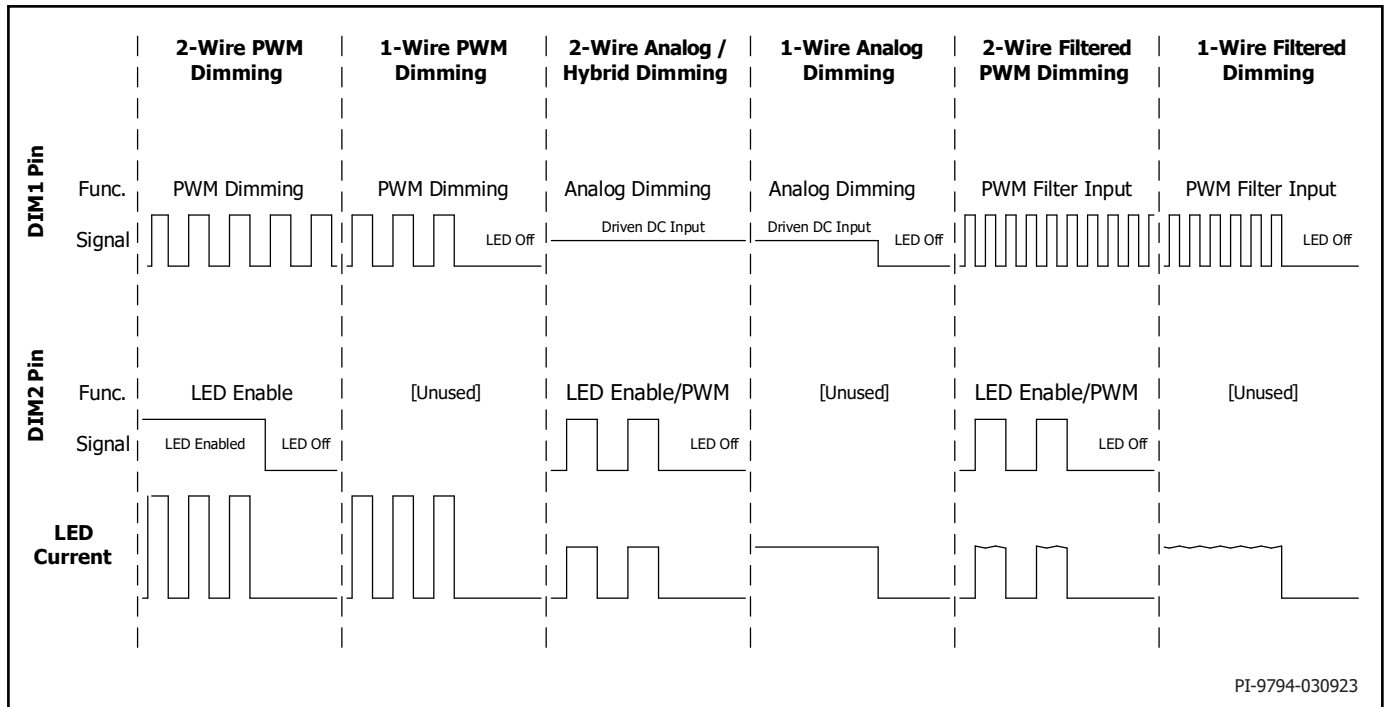 2-Wire PWM
Dimming
1-Wire PWM
Dimming
2-Wire Analog /
Hybrid Dimming
1-Wire Analog
Dimming
2-Wire Filtered
PWM Dimming
1-Wire Filtered
Dimming
DIM1 Pin
Func.
PWM Dimming
PWM Dimming
Analog Dimming
Analog Dimming
PWM Filter Input
PWM Filter Input
Signal
LED Off
Driven DC Input
Driven DC Input
LED Off
LED Off
DIM2 Pin
Func.
LED Enable
[Unused]
LED Enable/PWM
[Unused]
LED Enable/PWM
[Unused]
Signal
LED Enabled
LED Off
LED Off
LED Off
LED
Current
PI-9794-030923